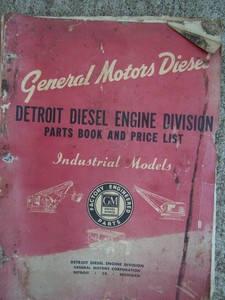 General Motors Diesel
DETROIT DIESEL ENGINE DIVISION
PARTS BOOK AND PRICE LIST
Industrial Models
FACTORY ENGINEERED
GM
PARTS
DETROIT DIESEL ENGINE DIVISION
GENERAL MOTORS CORPORATION
DETROIT 28 MICHIGAN